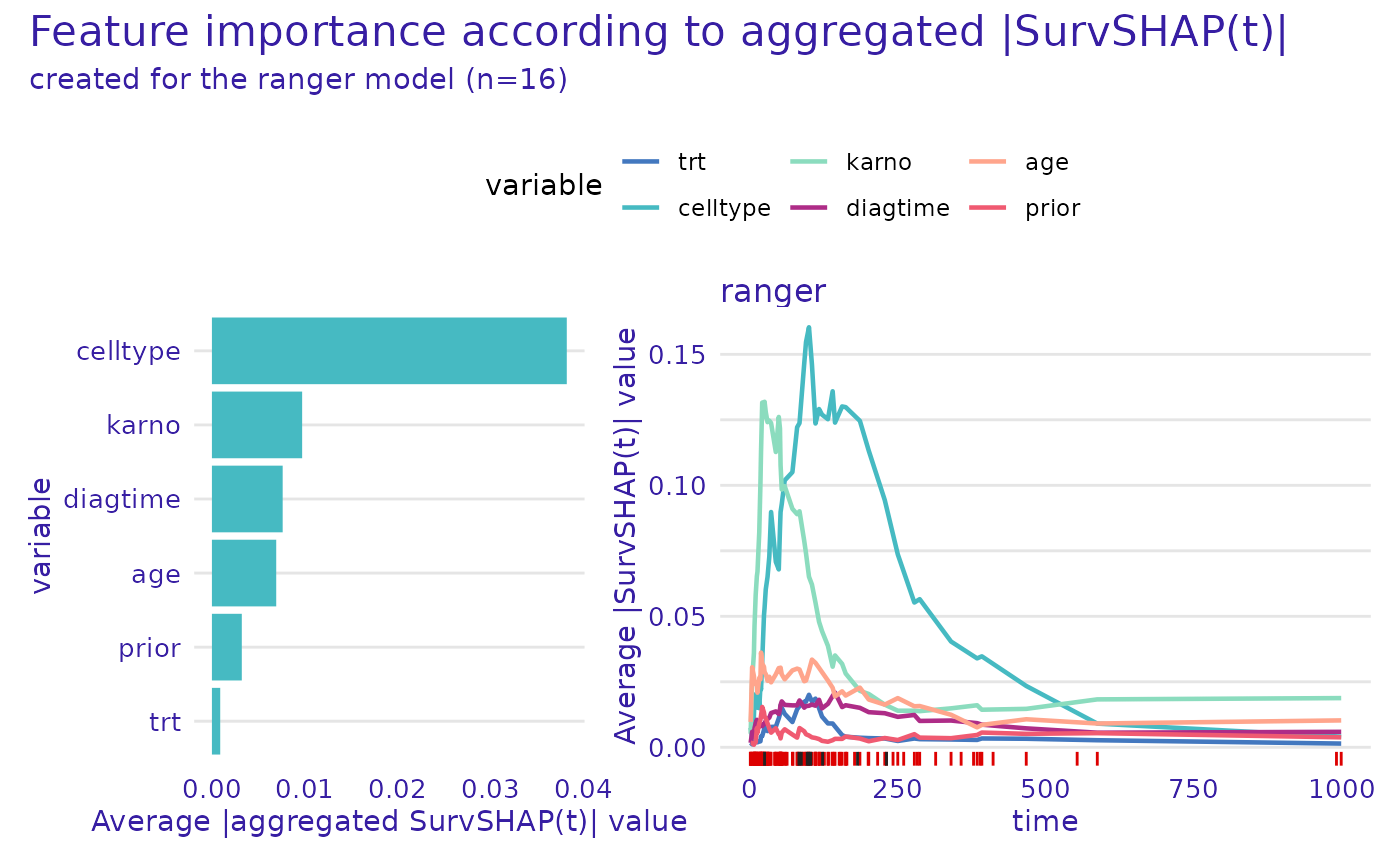 Feature importance according to aggregated |SurvSHAP(t)|
created for the ranger model (n=16)
variable
trt
karno
age
celltype
diagtime
prior
variable
celltype
karno
diagtime
age
prior
trt
0.00 0.01 0.02 0.03 0.04
Average |aggregated SurvSHAP(t)| value
ranger
Average |SurvSHAP(t)| value
0.15
0.10
0.05
0.00
0 250 500 750 1000
time